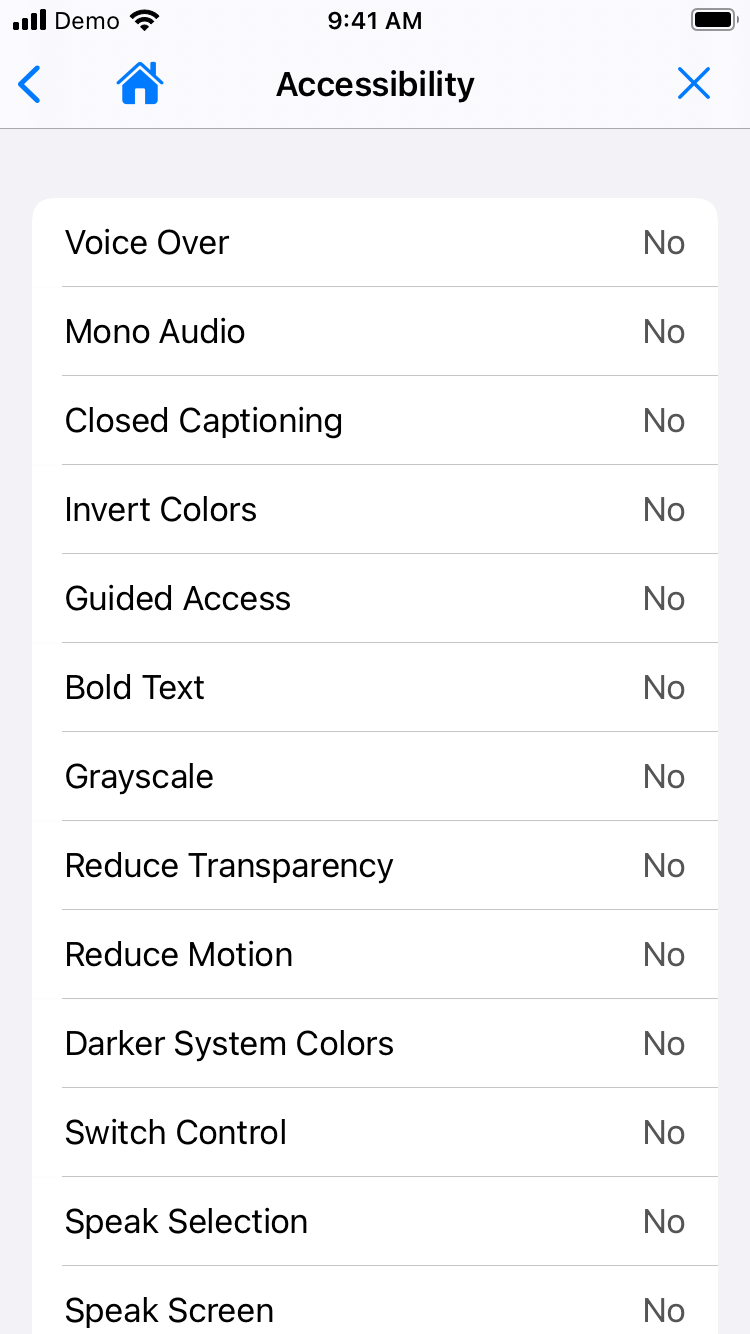 Demo 9:41 AM
Accessibility
Voice Over No
Mono Audio No
Closed Captioning No
Invert Colors No
Guided Access No
Bold Text No
Grayscale No
Reduce Transparency No
Reduce Motion No
Darker System Colors No
Switch Control No
Speak Selection No
Speak Screen No